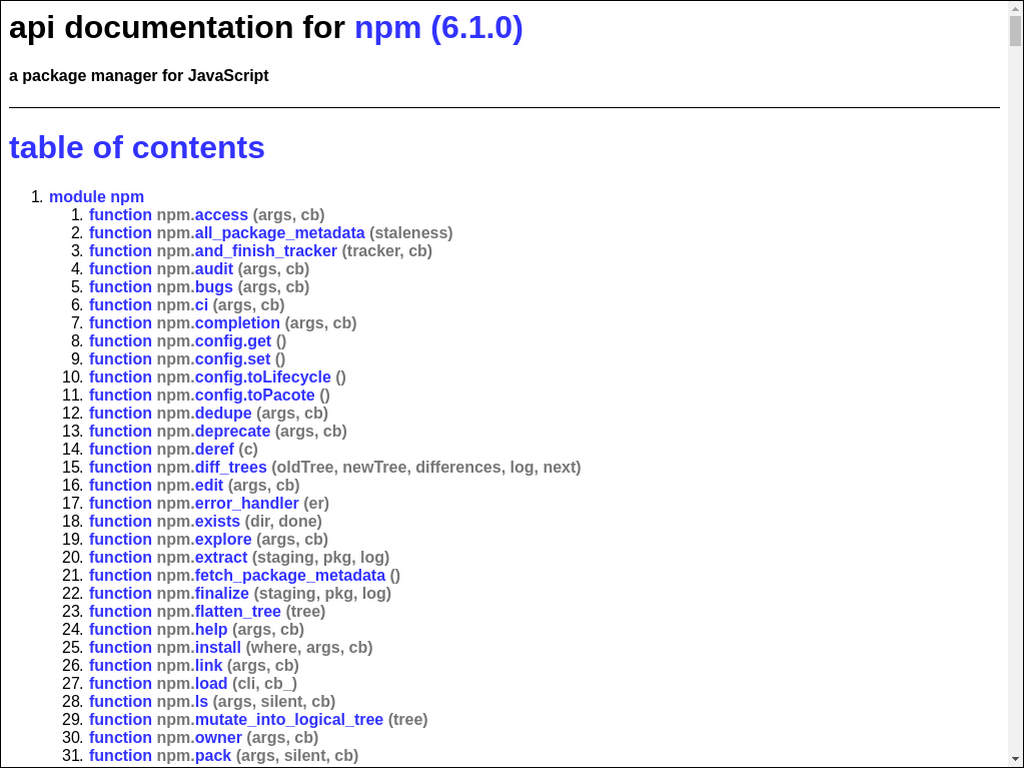 api documentation for npm (6.1.0)
a package manager for JavaScript
table of contents
1. module npm
1. function npm.access (args, cb)
2. function npm.all_package_metadata (staleness)
3. function npm.and_finish_tracker (tracker, cb)
4. function npm.audit (args, cb)
5. function npm.bugs (args, cb)
6. function npm.ci (args, cb)
7. function npm.completion (args, cb)
8. function npm.config.get ()
9. function npm.config.set ()
10. function npm.config.toLifecycle ()
11. function npm.config.toPacote ()
12. function npm.dedupe (args, cb)
13. function npm.deprecate (args, cb)
14. function npm.deref (c)
15. function npm.diff_trees (oldTree, newTree, differences, log, next)
16. function npm.edit (args, cb)
17. function npm.error_handler (er)
18. function npm.exists (dir, done)
19. function npm.explore (args, cb)
20. function npm.extract (staging, pkg, log)
21. function npm.fetch_package_metadata ()
22. function npm.finalize (staging, pkg, log)
23. function npm.flatten_tree (tree)
24. function npm.help (args, cb)
25. function npm.install (where, args, cb)
26. function npm.link (args, cb)
27. function npm.load (cli, cb_)
28. function npm.ls (args, silent, cb)
29. function npm.mutate_into_logical_tree (tree)
30. function npm.owner (args, cb)
31. function npm.pack (args, silent, cb)